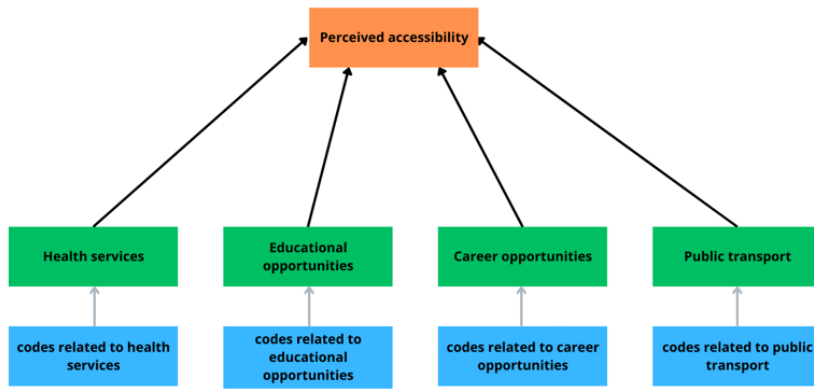 Perceived accessibility
Health services
Educational
opportunities
Career opportunities
Public transport
codes related to health
services
codes related to
educational
opportunities
codes related to career
opportunities
codes related to public
transport